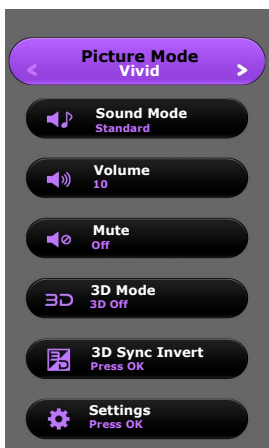 Picture Mode
Vivid
Sound Mode
Standard
Volume
10
Mute
Off
3D
3D Mode
3D Off
3D Sync Invert
Press OK
Settings
Press OK